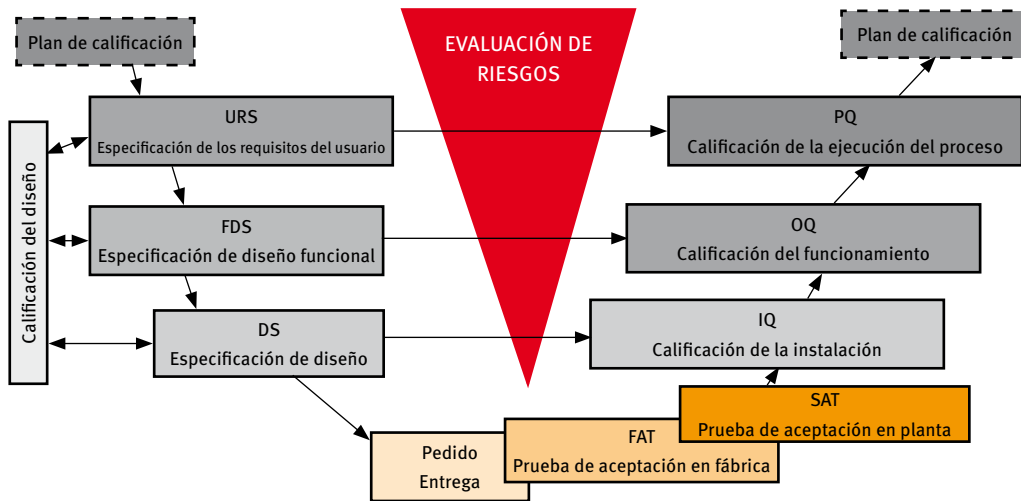 Plan de calificación
EVALUACIÓN DE
RIESGOS
Plan de calificación
URS
Especificación de los requisitos del usuario
PQ
Calificación de la ejecución del proceso
Calificación del diseño
FDS
Especificación de diseño funcional
OQ
Calificación del funcionamiento
DS
Especificación de diseño
IQ
Calificación de la instalación
SAT
Prueba de aceptación en planta
FAT
Prueba de aceptación en fábrica
Pedido
Entrega